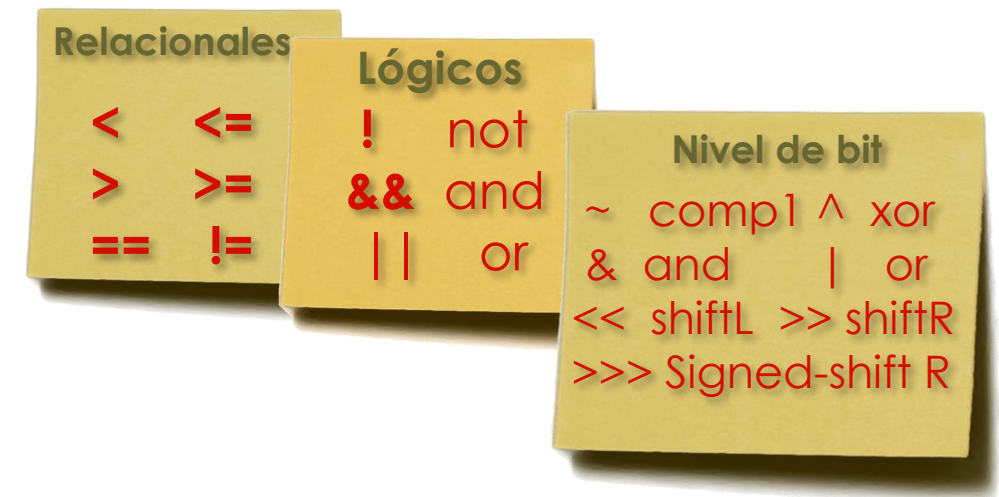 Relacionales
< <=
> >=
== !=
Lógicos
! not
&& and
|| or
Nivel de bit
~ comp1 ^ xor
& and | or
<< shiftL >> shiftR
>>> Signed-shift R